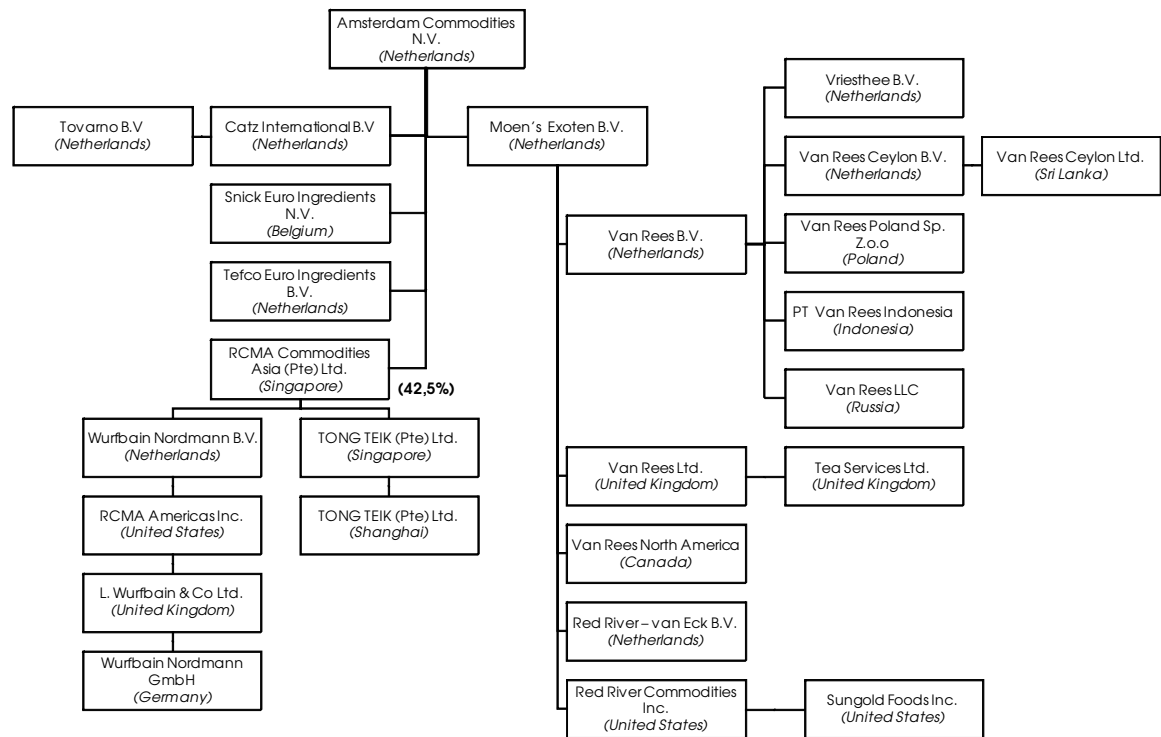 Amsterdam Commodities
N.V.
(Netherlands)
Tovarno B.V
(Netherlands)
Catz International B.V
(Netherlands)
Moen´s Exoten B.V.
(Netherlands)
Snick Euro Ingredients
N.V.
(Belgium)
Tefco Euro Ingredients
B.V.
(Netherlands)
RCMA Commodities
Asia (Pte) Ltd.
(Singapore)
(42,5%)
Wurfbain Nordmann B.V.
(Netherlands)
RCMA Americas Inc.
(United States)
L. Wurfbain & Co Ltd.
(United Kingdom)
Wurfbain Nordmann
GmbH
(Germany)
TONG TEIK (Pte) Ltd.
(Singapore)
TONG TEIK (Pte) Ltd.
(Shanghai)
Van Rees B.V.
(Netherlands)
Vriesthee B.V.
(Netherlands)
Van Rees Ceylon B.V.
(Netherlands)
Van Rees Ceylon Ltd.
(Sri Lanka)
Van Rees Poland Sp.
Z.o.o
(Poland)
PT Van Rees Indonesia
(Indonesia)
Van Rees LLC
(Russia)
Van Rees Ltd.
(United Kingdom)
Tea Services Ltd.
(United Kingdom)
Van Rees North America
(Canada)
Red River – van Eck B.V.
(Netherlands)
Red River Commodities
Inc.
(United States)
Sungold Foods Inc.
(United States)